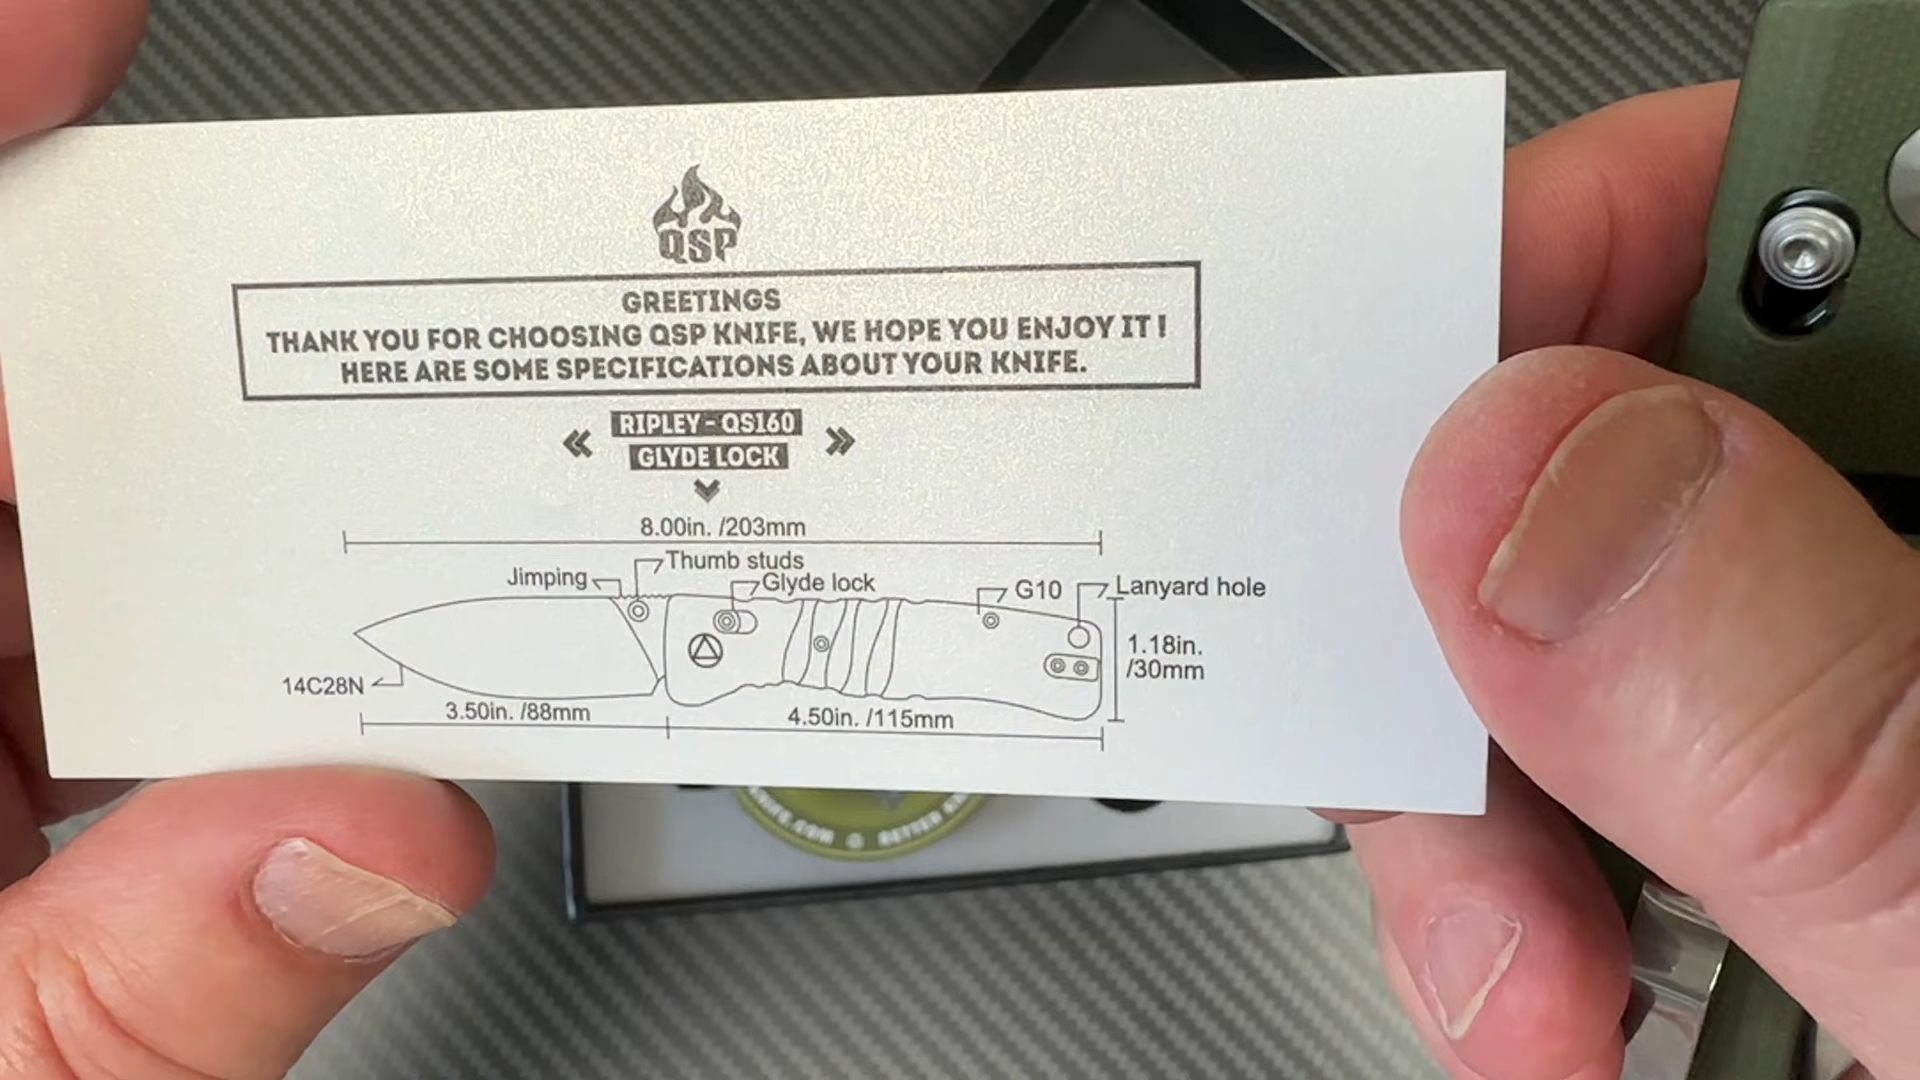 QSP
GREETINGS
THANK YOU FOR CHOOSING QSP KNIFE, WE HOPE YOU ENJOY IT !
HERE ARE SOME SPECIFICATIONS ABOUT YOUR KNIFE.
RIPLEY - QS160
GLYDE LOCK
8.00in. /203mm
Thumb studs
Jimping
Glyde lock
G10
Lanyard hole
1.18in.
/30mm
14C28N
3.50in. /88mm
4.50in. /115mm